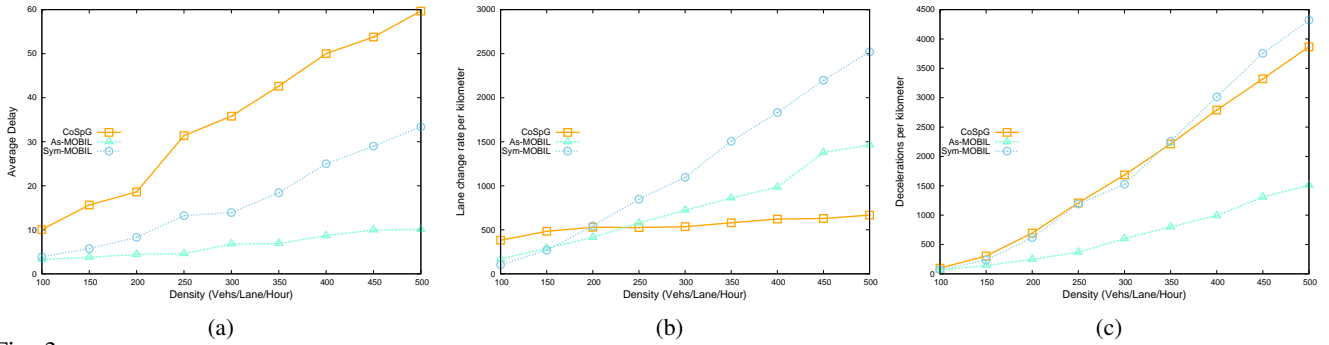 60
50
40
30
20
10
0
Average Delay
CoSpG
As-MOBIL
Sym-MOBIL
100 150 200 250 300 350 400 450 500
Density (Vehs/Lane/Hour)
(a)
3000
2500
2000
1500
1000
500
0
Lane change rate per kilometer
CoSpG
As-MOBIL
Sym-MOBIL
100 150 200 250 300 350 400 450 500
Density (Vehs/Lane/Hour)
(b)
4500
4000
3500
3000
2500
2000
1500
1000
500
0
Decelerations per kilometer
CoSpG
As-MOBIL
Sym-MOBIL
100 150 200 250 300 350 400 450 500
Density (Vehs/Lane/Hour)
(c)